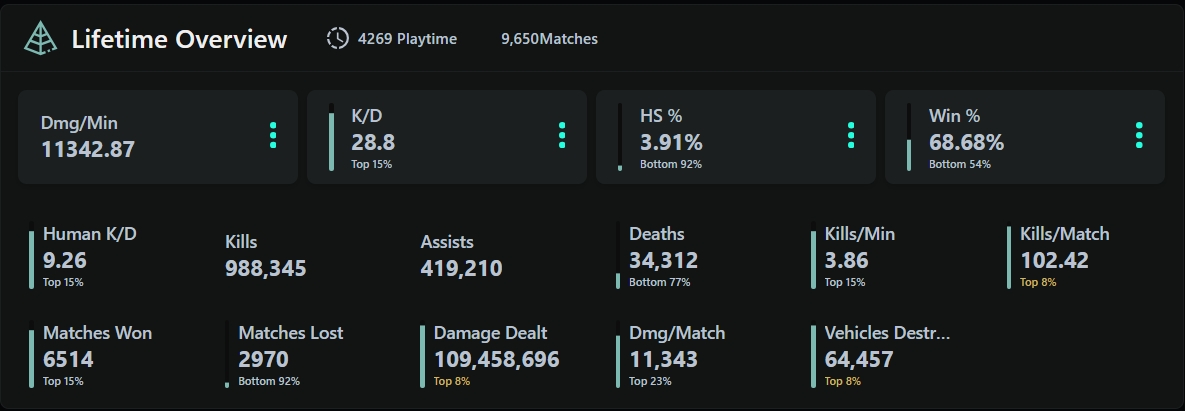 Lifetime Overview
4269 Playtime
9,650Matches
Dmg/Min
11342.87
K/D
28.8
Top 15%
HS %
3.91%
Bottom 92%
Win %
68.68%
Bottom 54%
Human K/D
9.26
Top 15%
Kills
988,345
Assists
419,210
Deaths
34,312
Bottom 77%
Kills/Min
3.86
Top 15%
Kills/Match
102.42
Top 8%
Matches Won
6514
Top 15%
Matches Lost
2970
Bottom 92%
Damage Dealt
109,458,696
Top 8%
Dmg/Match
11,343
Top 23%
Vehicles Destr...
64,457
Top 8%